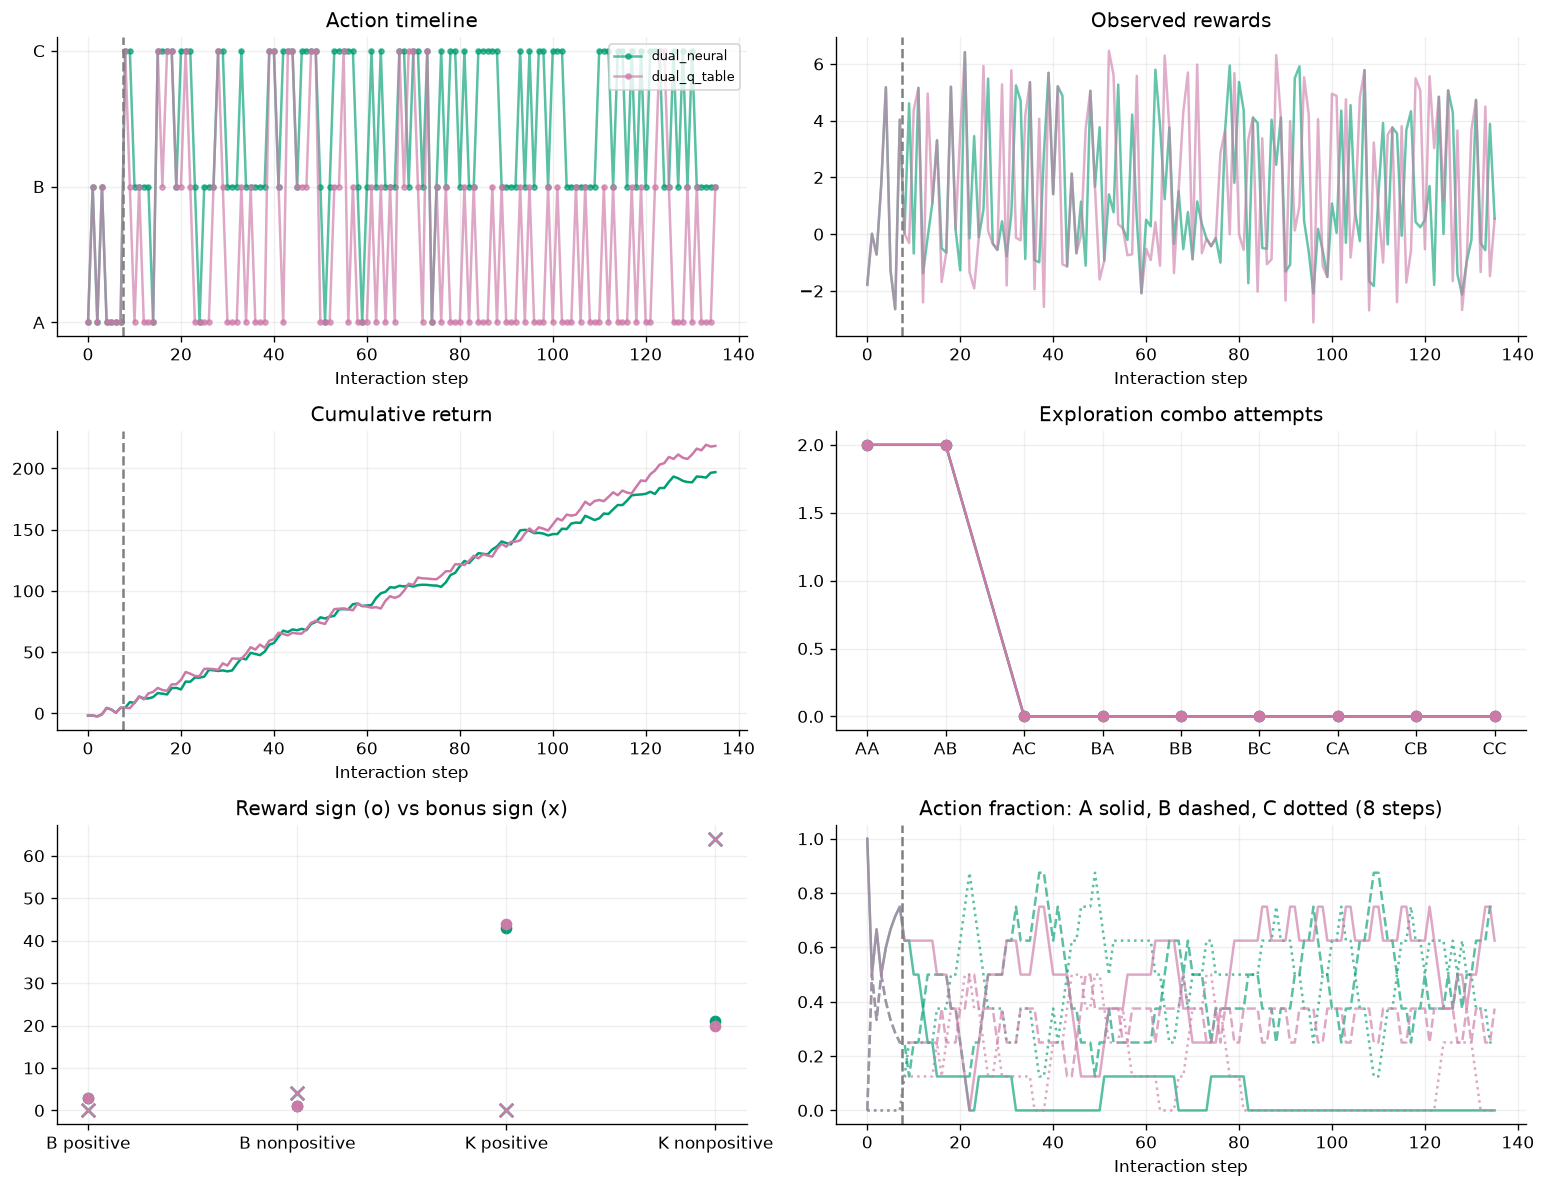 Action timeline
C
B
A
dual_neural
dual_q_table
0 20 40 60 80 100 120 140
Interaction step
Observed rewards
6
4
2
0
−2
0 20 40 60 80 100 120 140
Interaction step
Cumulative return
200
150
100
50
0
0 20 40 60 80 100 120 140
Interaction step
Exploration combo attempts
2.0
1.5
1.0
0.5
0.0
AA AB AC BA BB BC CA CB CC
Reward sign (o) vs bonus sign (x)
60
50
40
30
20
10
0
B positive B nonpositive K positive K nonpositive
Action fraction: A solid, B dashed, C dotted (8 steps)
1.0
0.8
0.6
0.4
0.2
0.0
0 20 40 60 80 100 120 140
Interaction step